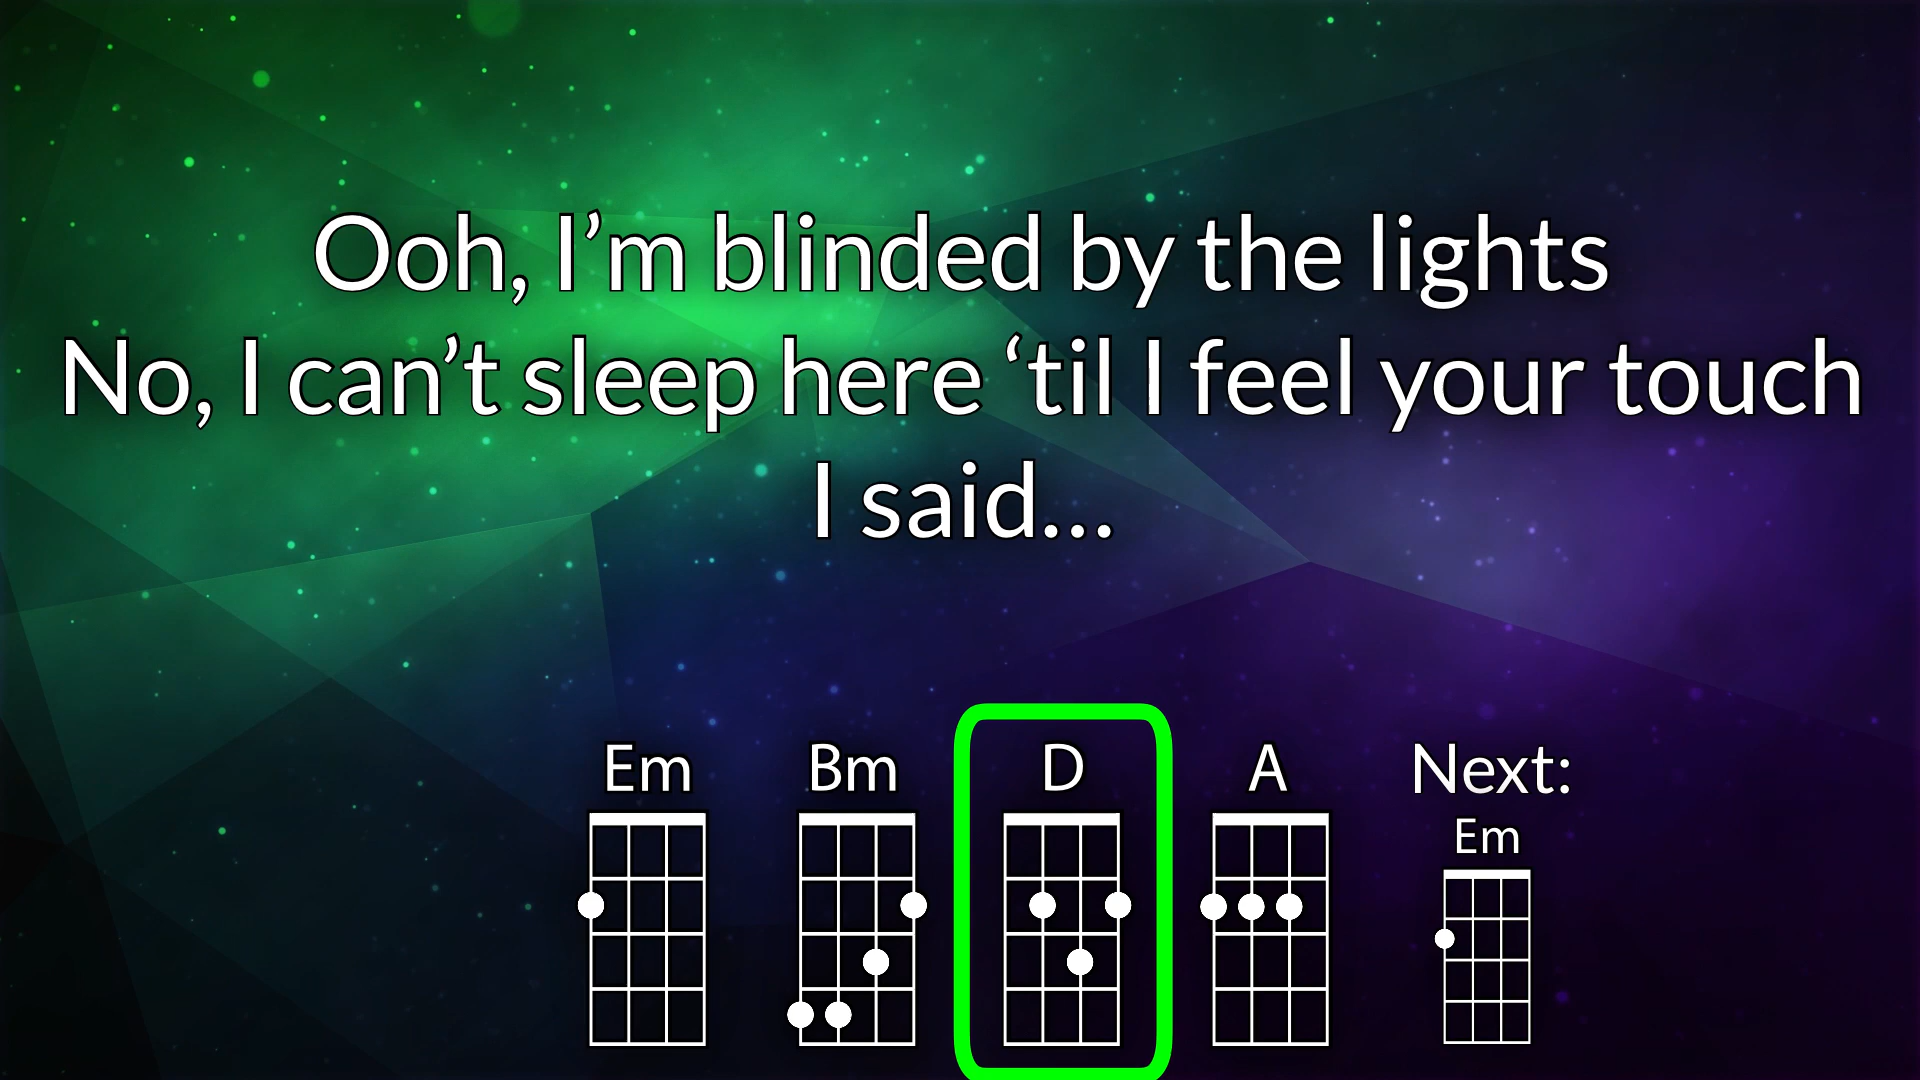 Ooh, I’m blinded by the lights
No, I can’t sleep here ‘til I feel your touch
I said...
Em Bm D A Next:
Em